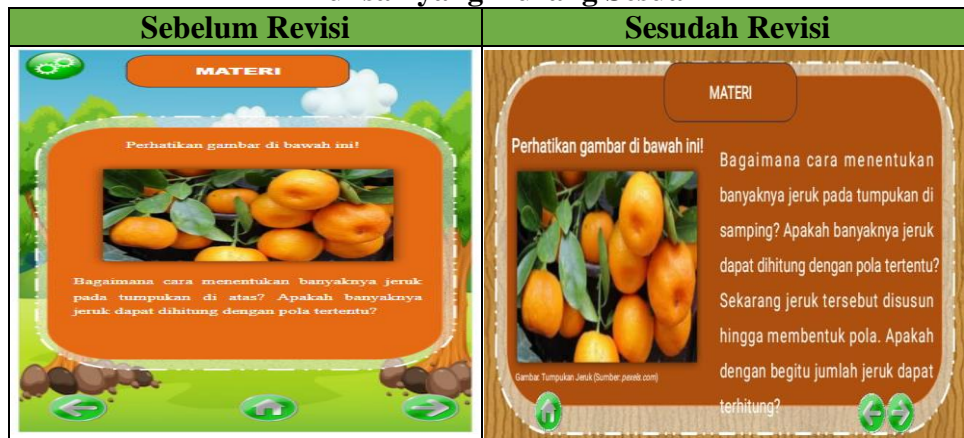 Sebelum Revisi
Sesudah Revisi
MATERI
Perhatikan gambar di bawah ini!
Bagaimana cara menentukan banyaknya jeruk
pada tumpukan di atas? Apakah banyaknya
jeruk dapat dihitung dengan pola tertentu?
MATERI
Perhatikan gambar di bawah ini!
Gambar. Tumpukan Jeruk (Sumber: pexels.com)
Bagaimana cara menentukan
banyaknya jeruk pada tumpukan di
samping? Apakah banyaknya jeruk
dapat dihitung dengan pola tertentu?
Sekarang jeruk tersebut disusun
hingga membentuk pola. Apakah
dengan begitu jumlah jeruk dapat
terhitung?